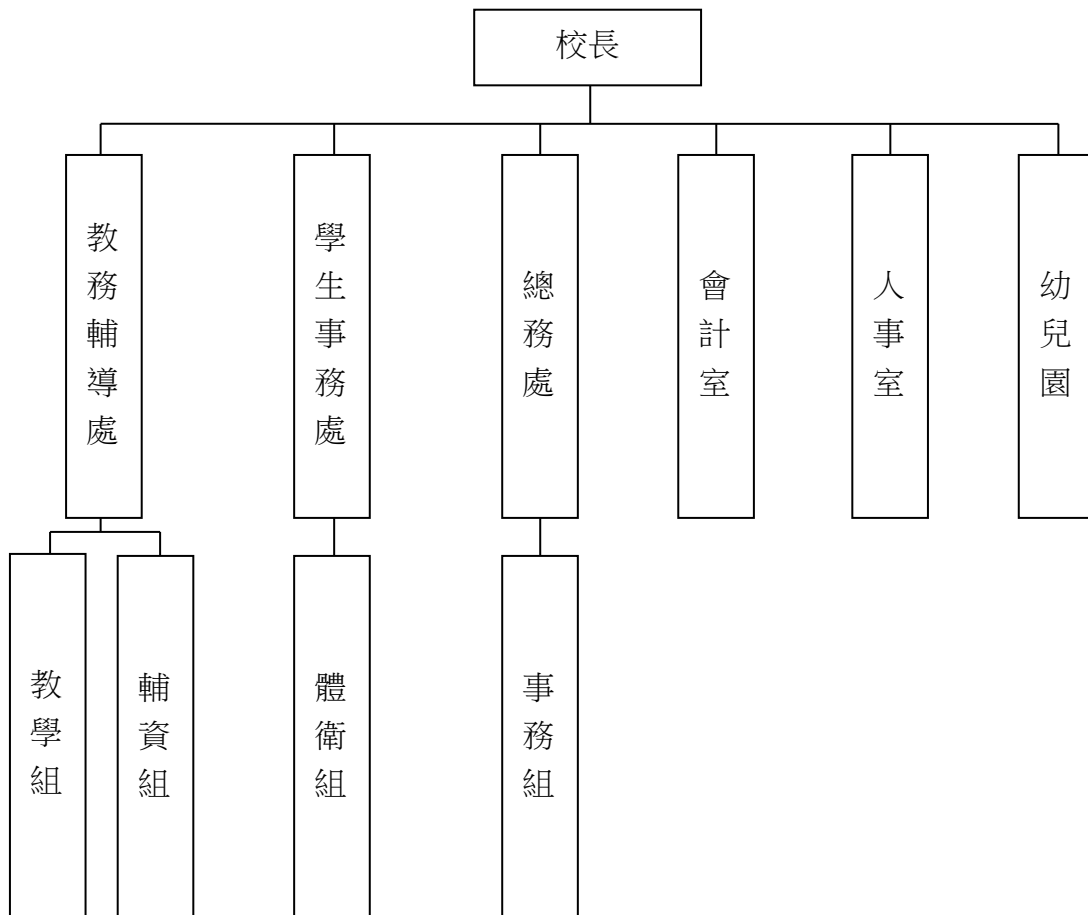 校長
教務輔導處
學生事務處
總務處
會計室
人事室
幼兒園
教學組
輔資組
體衛組
事務組